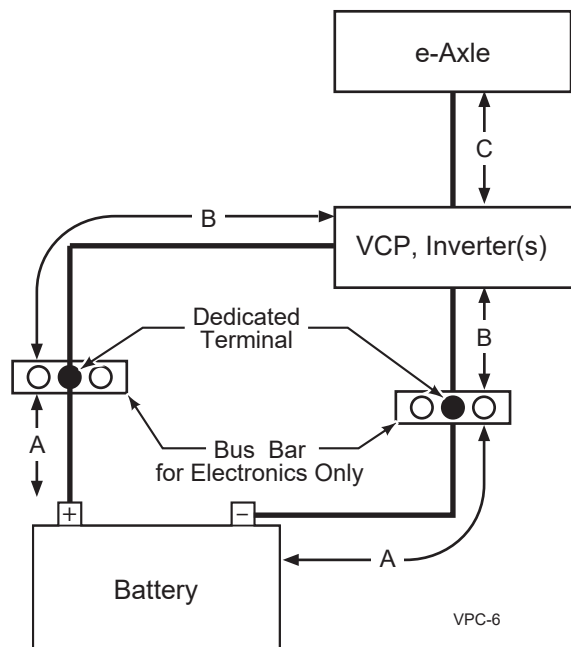 e-Axle
C
B
VCP, Inverter(s)
Dedicated
Terminal
B
A
Bus Bar
for Electronics Only
+
−
A
Battery
VPC-6